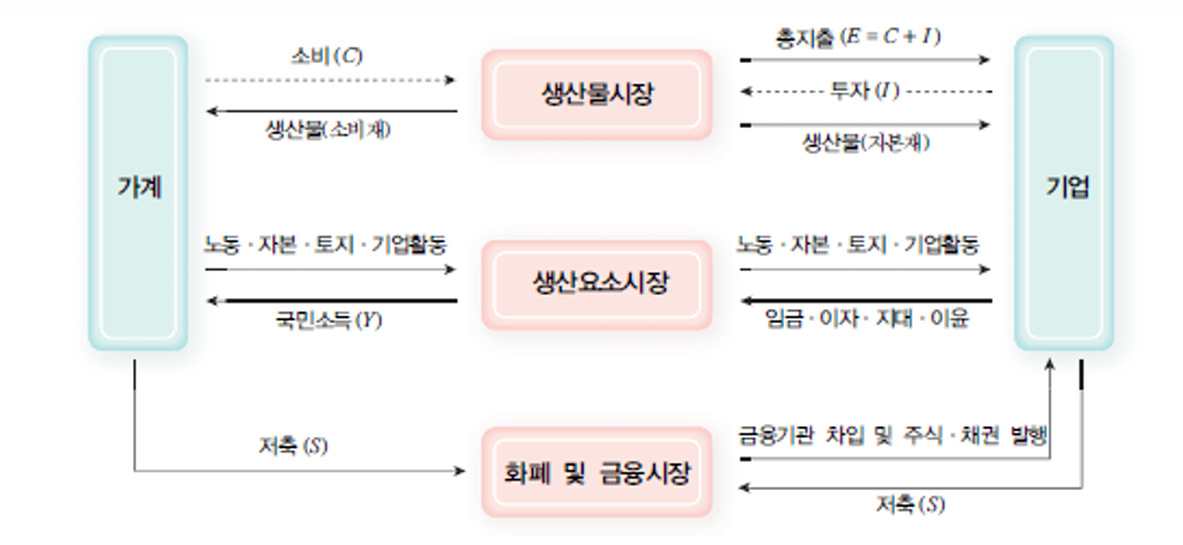 소비 (C)
총지출 (E = C + I)
생산물시장
투자 (I)
생산물(소비재)
생산물(자본재)
가계
기업
노동 · 자본 · 토지 · 기업활동
노동 · 자본 · 토지 · 기업활동
생산요소시장
국민소득 (Y)
임금 · 이자 · 지대 · 이윤
저축 (S)
금융기관 차입 및 주식 · 채권 발행
화폐 및 금융시장
저축 (S)